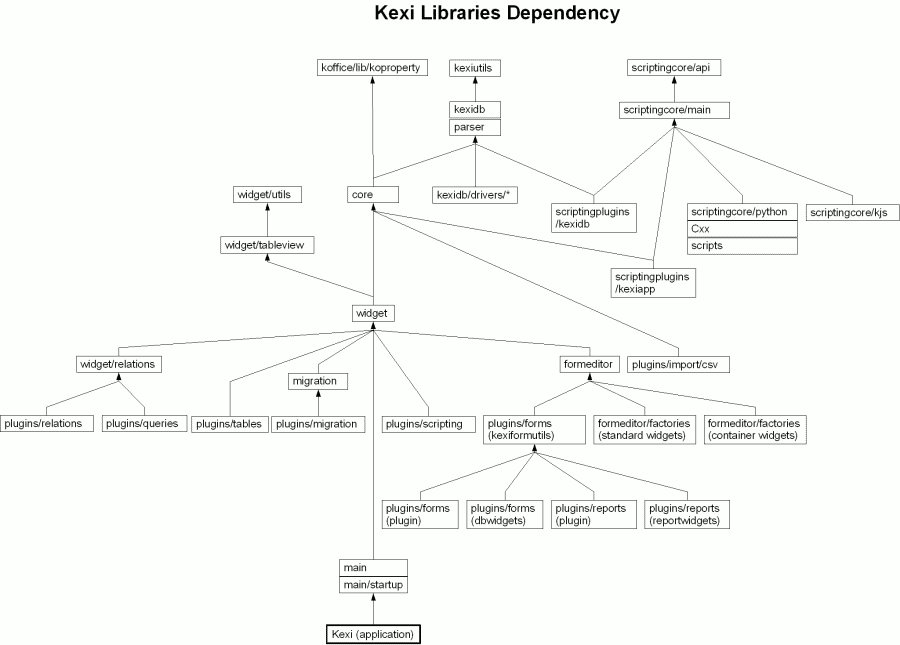 Kexi Libraries Dependency
koffice/lib/koproperty
kexiutils
scriptingcore/api
kexidb
parser
scriptingcore/main
widget/utils
core
kexidb/drivers/*
scriptingplugins
/kexidb
scriptingcore/python
Cxx
scripts
scriptingcore/kjs
widget/tableview
scriptingplugins
/kexiapp
widget
widget/relations
migration
formeditor
plugins/import/csv
plugins/relations
plugins/queries
plugins/tables
plugins/migration
plugins/scripting
plugins/forms
(kexiformutils)
formeditor/factories
(standard widgets)
formeditor/factories
(container widgets)
plugins/forms
(plugin)
plugins/forms
(dbwidgets)
plugins/reports
(plugin)
plugins/reports
(reportwidgets)
main
main/startup
Kexi (application)